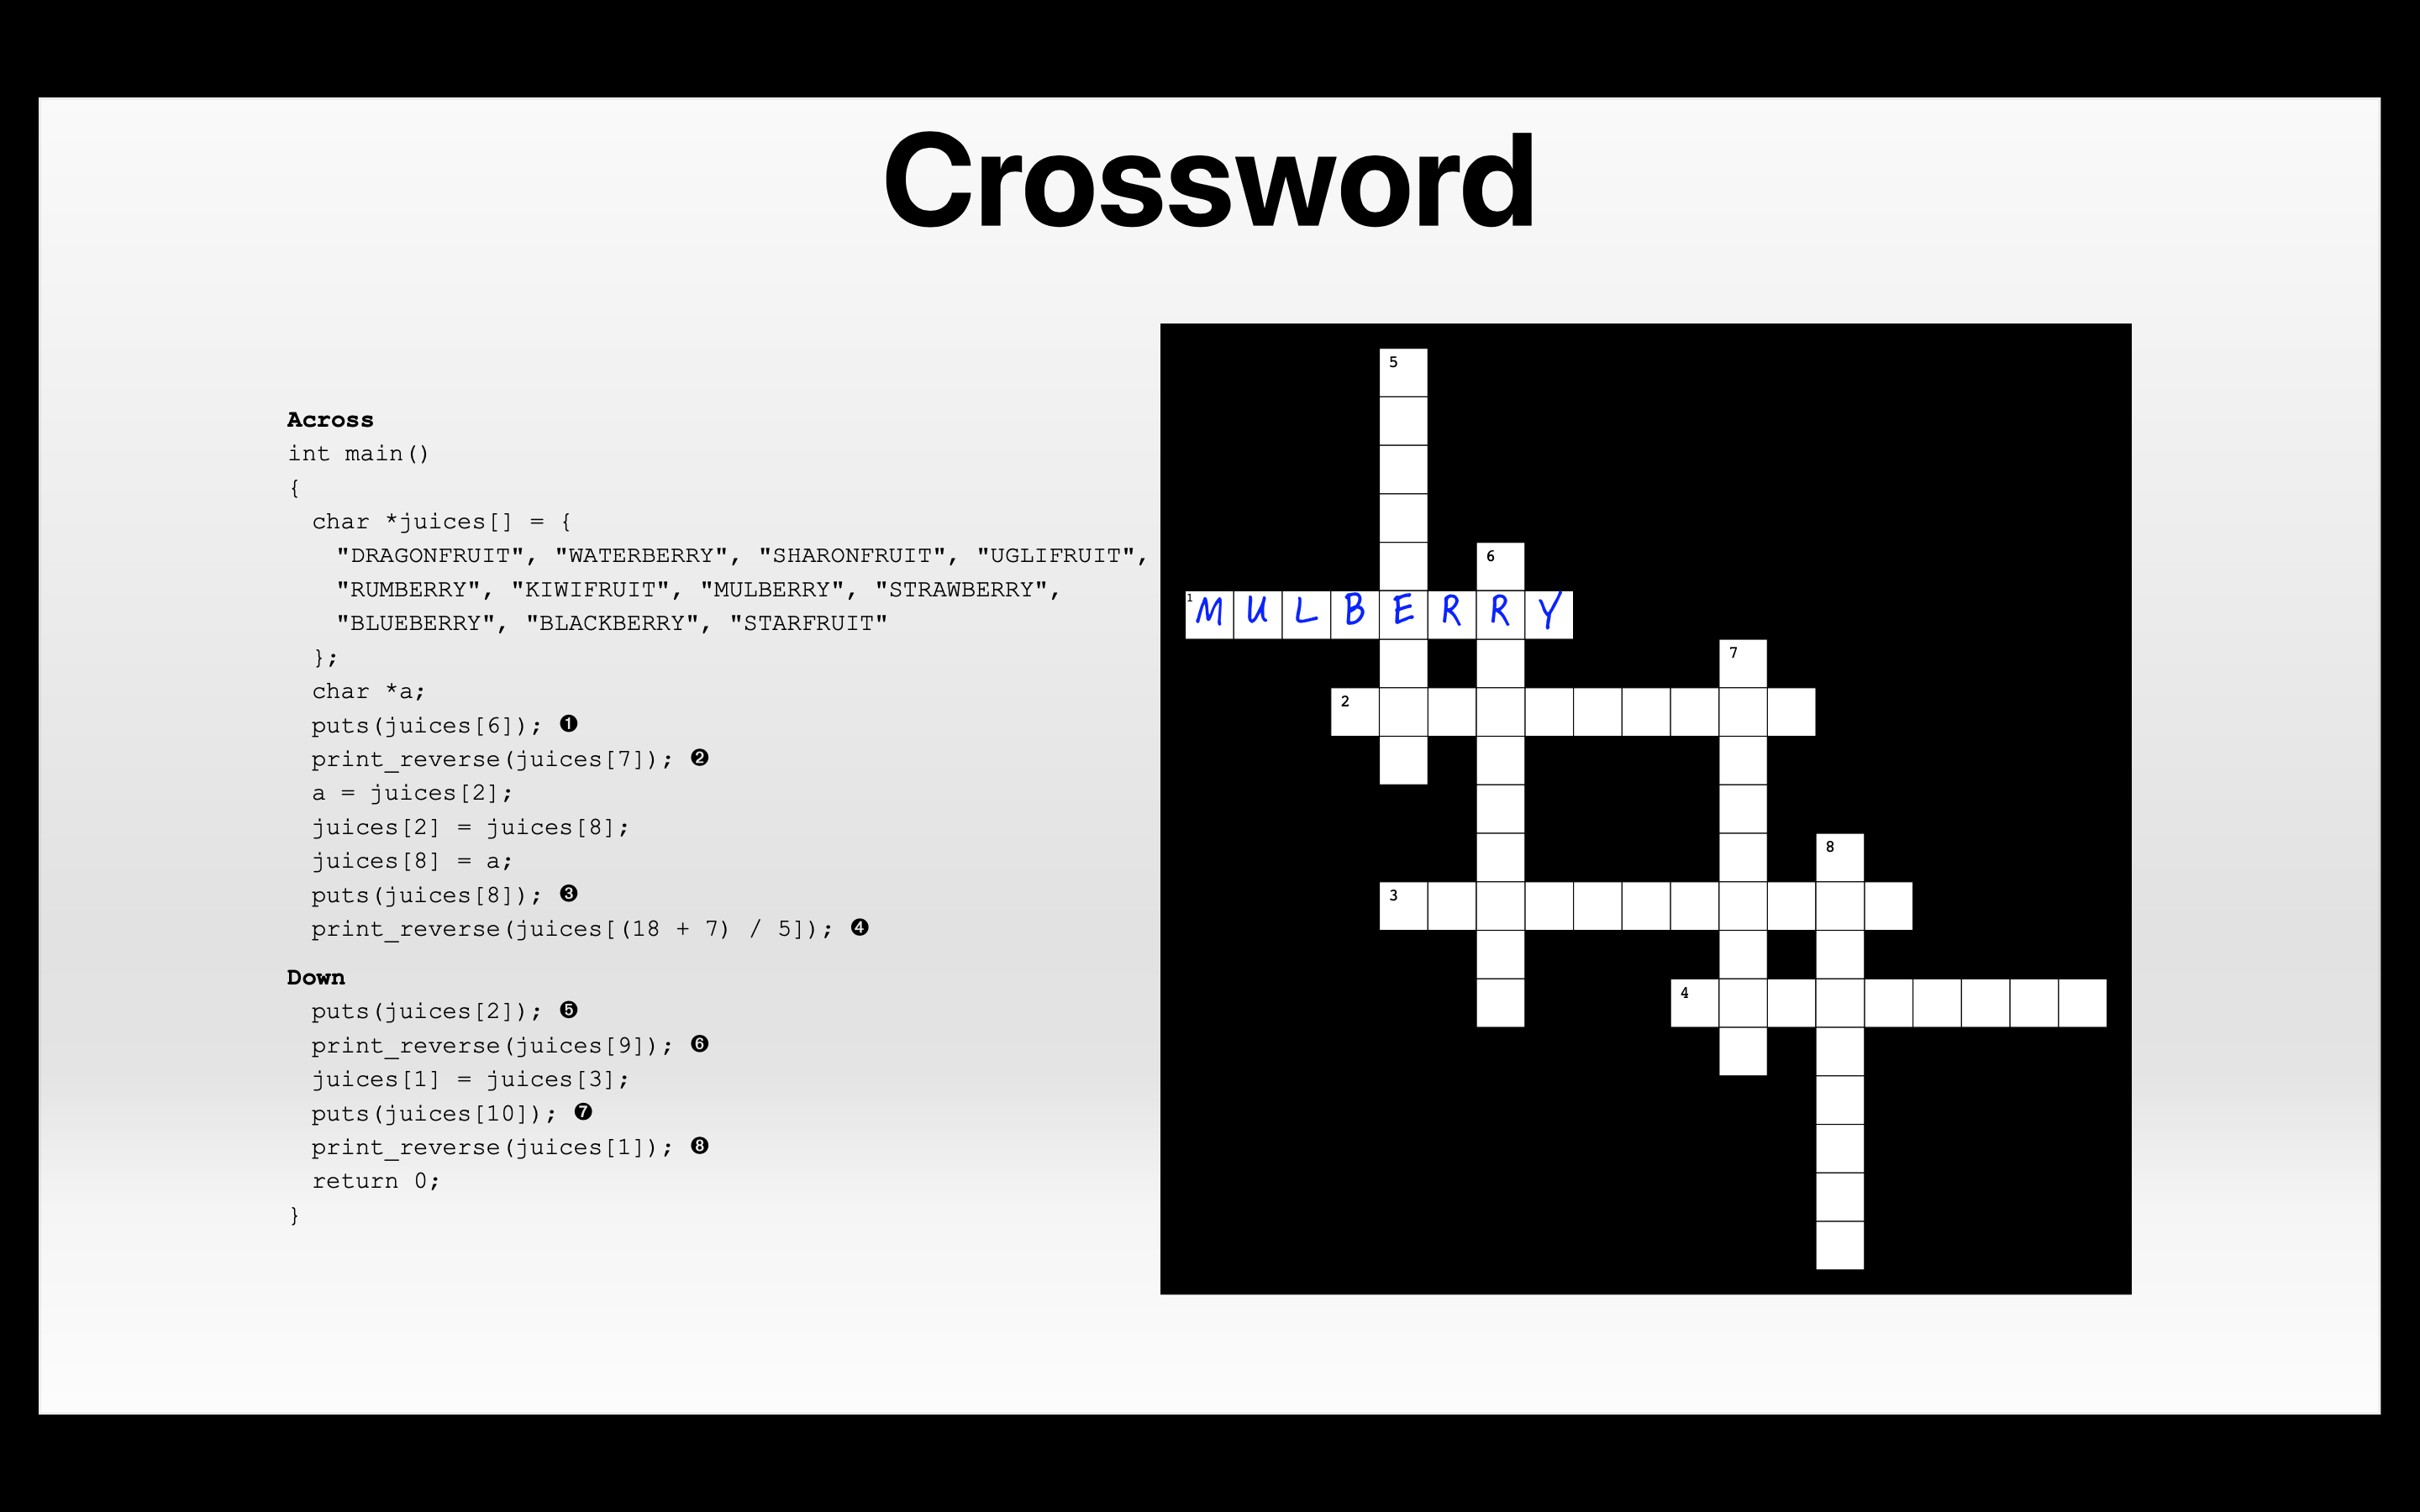 Crossword
Across
int main()
{
char *juices[] = {
"DRAGONFRUIT", "WATERBERRY", "SHARONFRUIT", "UGLIFRUIT",
"RUMBERRY", "KIWIFRUIT", "MULBERRY", "STRAWBERRY",
"BLUEBERRY", "BLACKBERRY", "STARFRUIT"
};
char *a;
puts(juices[6]); ❶
print_reverse(juices[7]); ❷
a = juices[2];
juices[2] = juices[8];
juices[8] = a;
puts(juices[8]); ❸
print_reverse(juices[(18 + 7) / 5]); ❹
Down
puts(juices[2]); ❺
print_reverse(juices[9]); ❻
juices[1] = juices[3];
puts(juices[10]); ❼
print_reverse(juices[1]); ❽
return 0;
}
5
6
1 MULBERRY
7
2
8
3
4